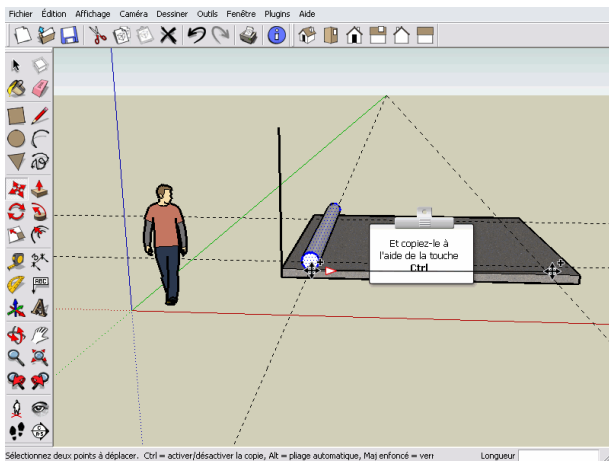 Fichier Édition Affichage Caméra Dessiner Outils Fenêtre Plugins Aide
ABC
Et copiez-le à
l'aide de la touche
Ctrl
Sélectionnez deux points à déplacer. Ctrl = activer/désactiver la copie, Alt = pliage automatique, Maj enfoncé = verr
Longueur